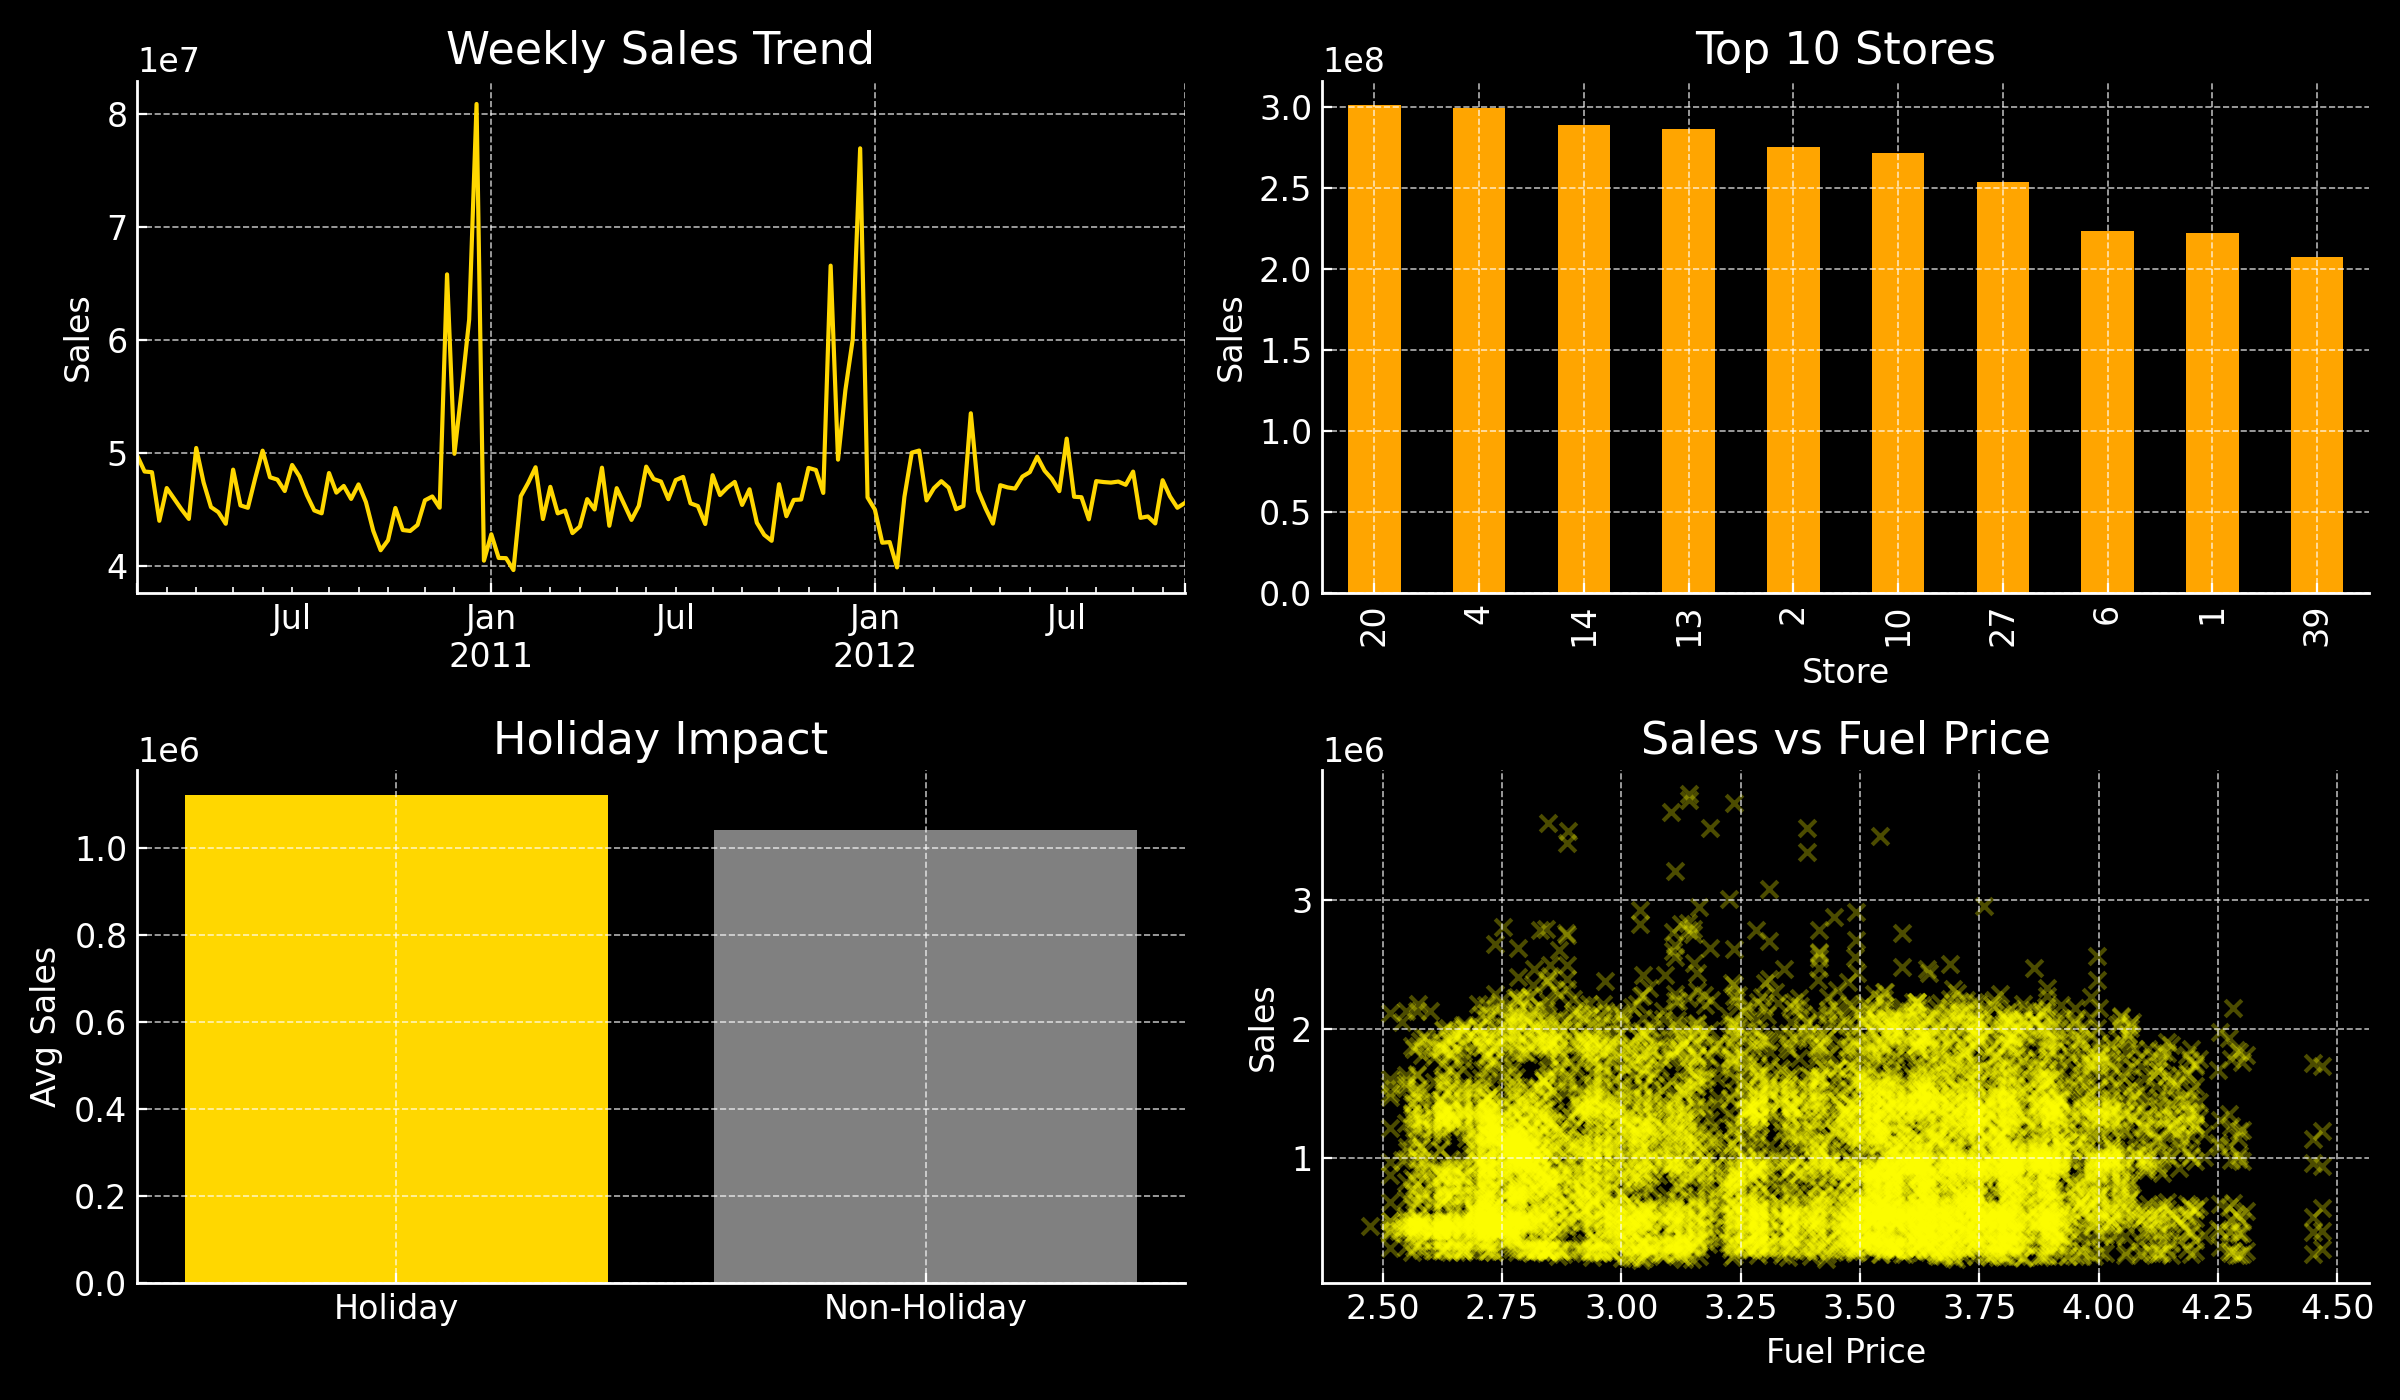 Weekly Sales Trend
1e7
8
7
6
5
4
Sales
Jul
Jan
2011
Jul
Jan
2012
Jul
Top 10 Stores
1e8
3.0
2.5
2.0
1.5
1.0
0.5
0.0
Sales
20
4
14
13
2
10
27
6
1
39
Store
Holiday Impact
1e6
1.0
0.8
0.6
0.4
0.2
0.0
Avg Sales
Holiday
Non-Holiday
Sales vs Fuel Price
1e6
3
2
1
Sales
2.50
2.75
3.00
3.25
3.50
3.75
4.00
4.25
4.50
Fuel Price